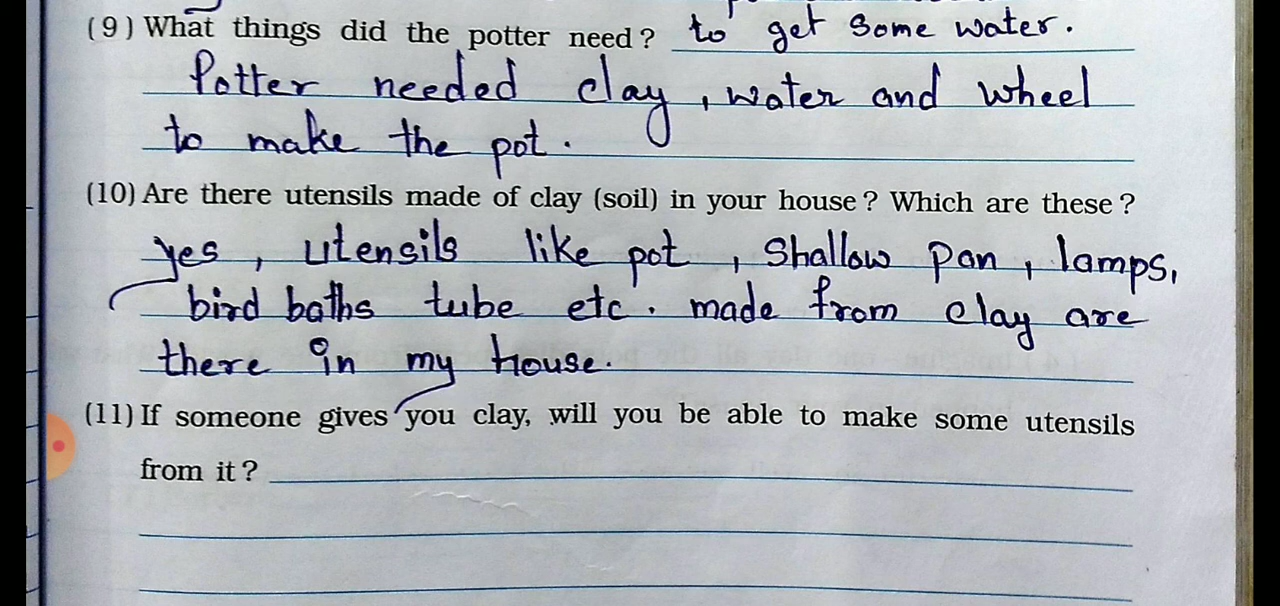 (9) What things did the potter need? to get some water.
Potter needed clay, water and wheel
to make the pot.
(10) Are there utensils made of clay (soil) in your house? Which are these?
yes, utensils like pot, shallow pan, lamps,
bird baths tube etc. made from clay are
there in my house.
(11) If someone gives you clay, will you be able to make some utensils
from it?